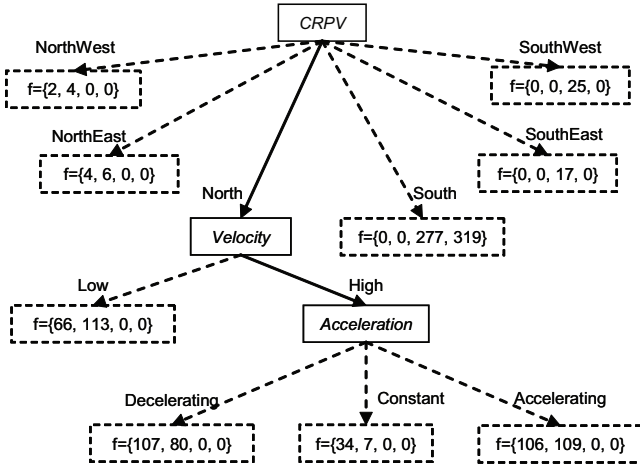 CRPV
NorthWest
SouthWest
f={2, 4, 0, 0}
f={0, 0, 25, 0}
NorthEast
SouthEast
f={4, 6, 0, 0}
f={0, 0, 17, 0}
North
South
Velocity
f={0, 0, 277, 319}
Low
High
f={66, 113, 0, 0}
Acceleration
Decelerating
Constant
Accelerating
f={107, 80, 0, 0}
f={34, 7, 0, 0}
f={106, 109, 0, 0}